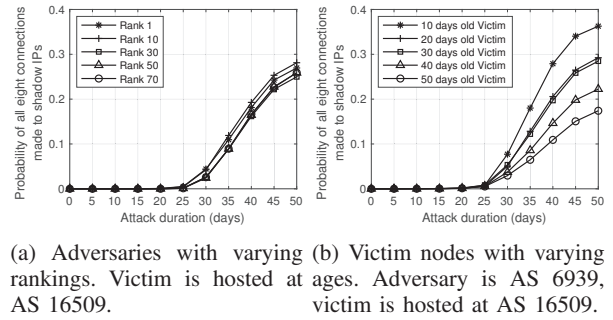 Probability of all eight connections
made to shadow IPs
0.4
0.3
0.2
0.1
0
Rank 1
Rank 10
Rank 30
Rank 50
Rank 70
0 5 10 15 20 25 30 35 40 45 50
Attack duration (days)
Probability of all eight connections
made to shadow IPs
0.4
0.3
0.2
0.1
0
10 days old Victim
20 days old Victim
30 days old Victim
40 days old Victim
50 days old Victim
0 5 10 15 20 25 30 35 40 45 50
Attack duration (days)
(a) Adversaries with varying
rankings. Victim is hosted at
AS 16509.
(b) Victim nodes with varying
ages. Adversary is AS 6939,
victim is hosted at AS 16509.